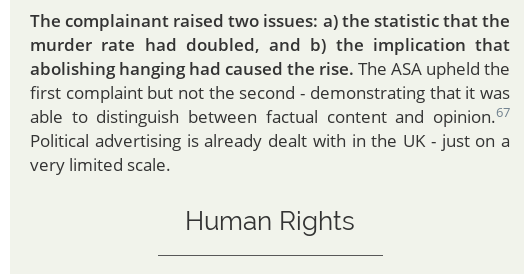 The complainant raised two issues: a) the statistic that the
murder rate had doubled, and b) the implication that
abolishing hanging had caused the rise. The ASA upheld the
first complaint but not the second - demonstrating that it was
able to distinguish between factual content and opinion.67
Political advertising is already dealt with in the UK - just on a
very limited scale.
Human Rights